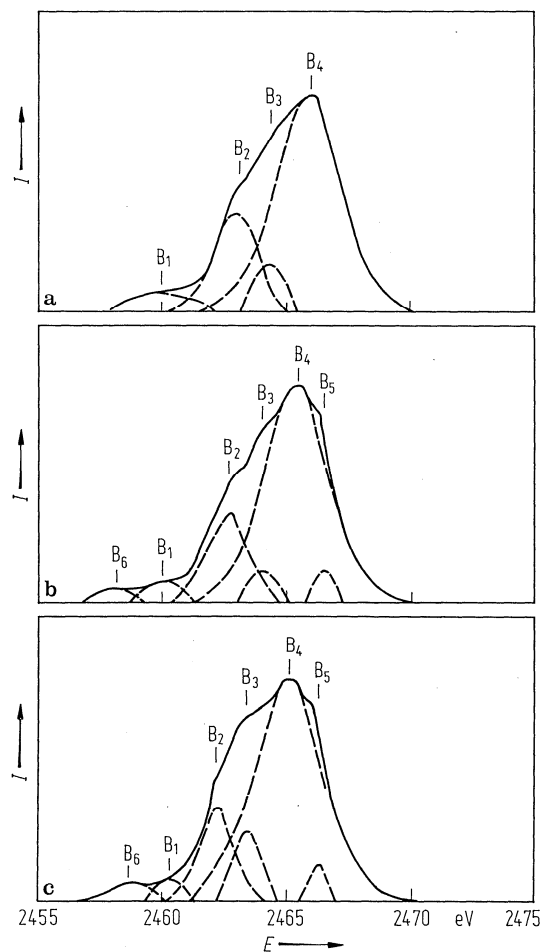 B₄
B₃
B₂
B₁
I
a
B₄
B₅
B₃
B₂
B₆ B₁
I
b
B₄
B₃ B₅
B₂
B₆ B₁
I
c
2455 2460 2465 2470 eV 2475
E